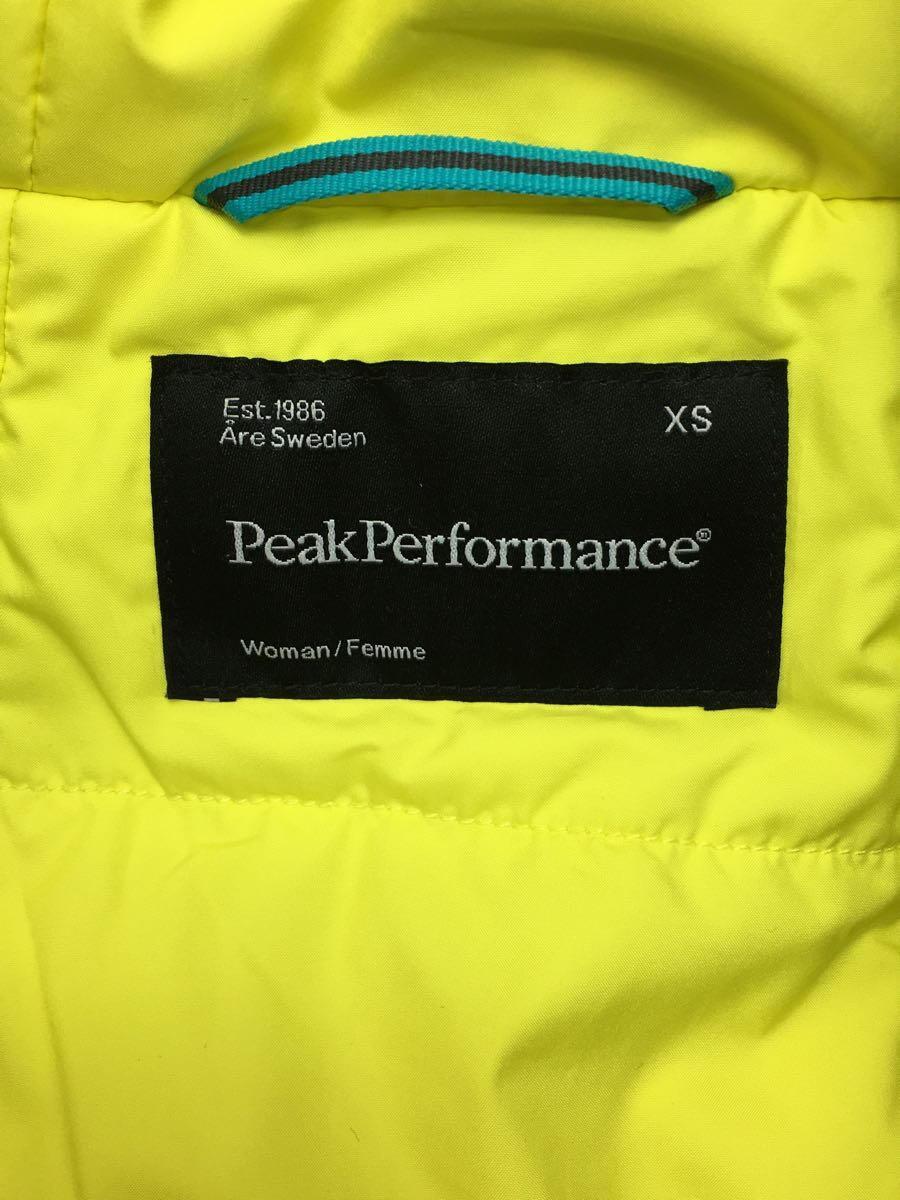 Est.1986
Åre Sweden
XS
PeakPerformance®
Woman/Femme